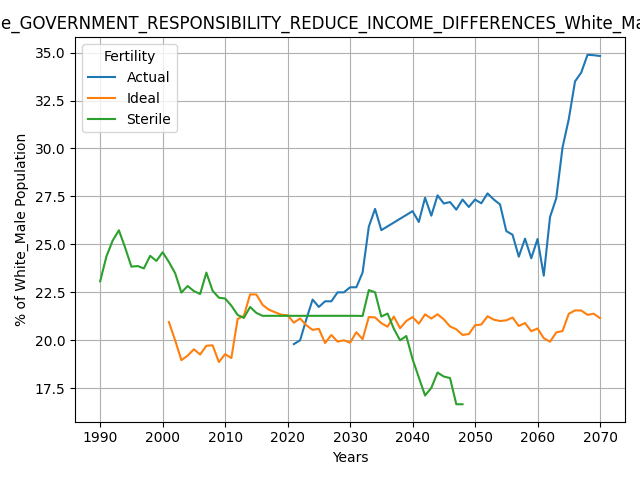 e_GOVERNMENT_RESPONSIBILITY_REDUCE_INCOME_DIFFERENCES_White_Ma
Fertility
Actual
Ideal
Sterile
35.0
32.5
30.0
27.5
25.0
22.5
20.0
17.5
% of White_Male Population
1990 2000 2010 2020 2030 2040 2050 2060 2070
Years